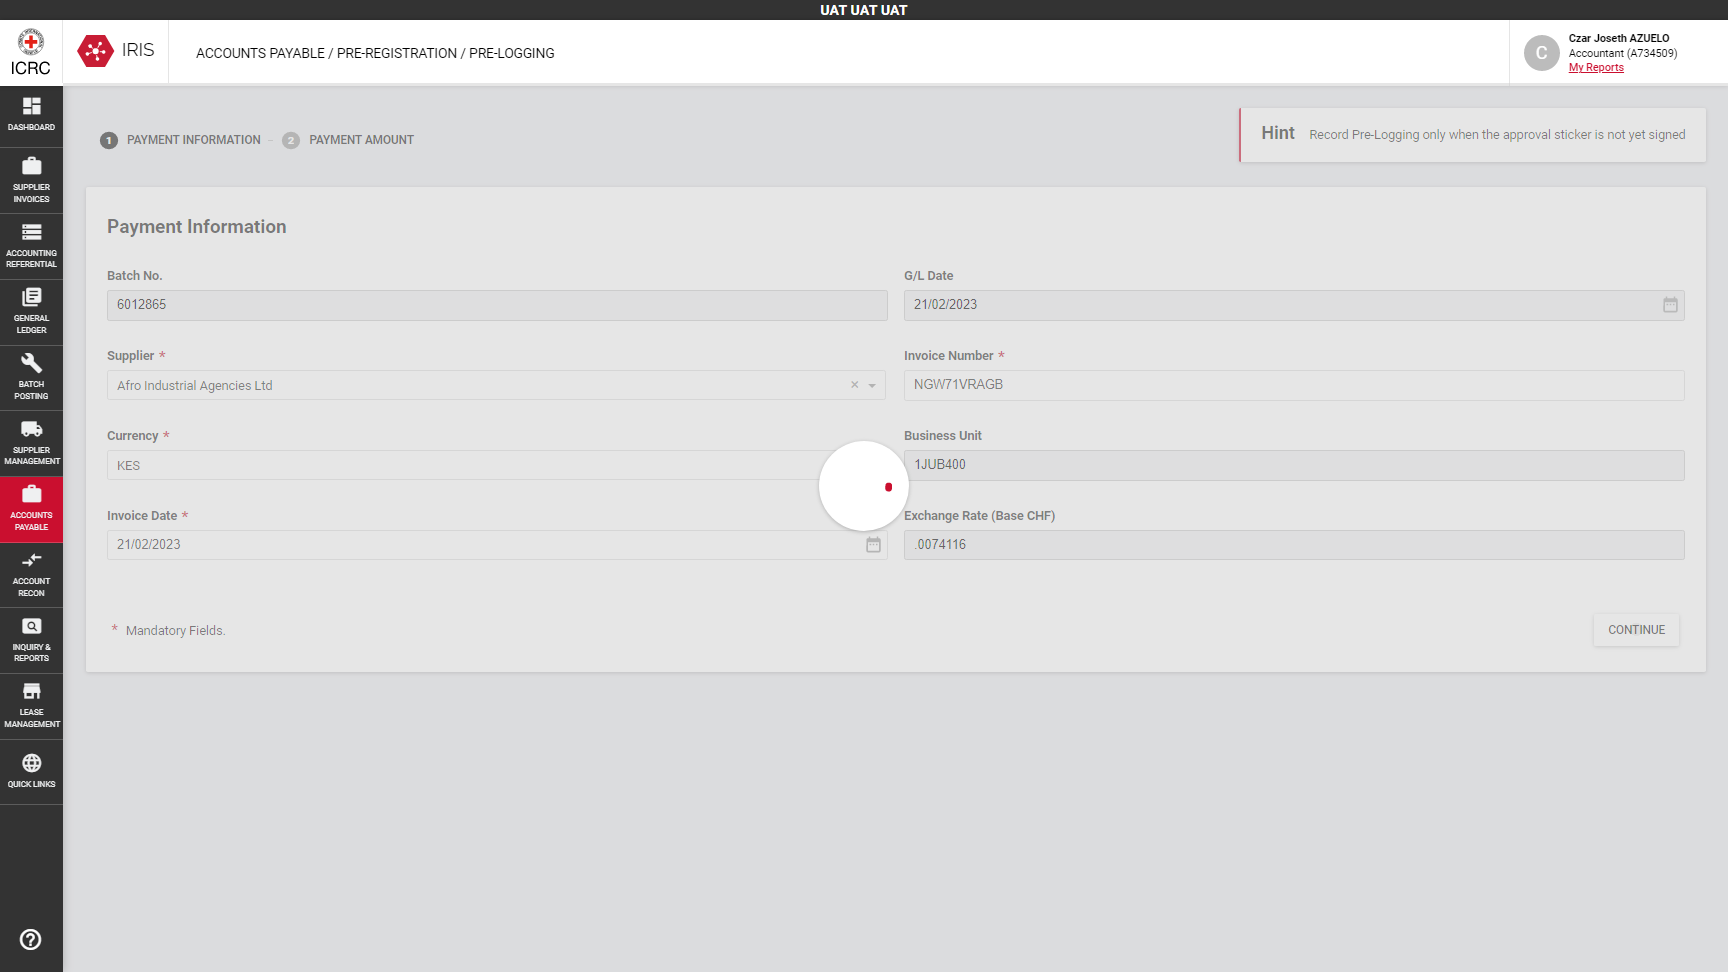 UAT UAT UAT
ICRC
IRIS
ACCOUNTS PAYABLE / PRE-REGISTRATION / PRE-LOGGING
C
Czar Joseth AZUELO
Accountant (A734509)
My Reports
DASHBOARD
SUPPLIER
INVOICES
ACCOUNTING
REFERENTIAL
GENERAL
LEDGER
BATCH
POSTING
SUPPLIER
MANAGEMENT
ACCOUNTS
PAYABLE
ACCOUNT
RECON
INQUIRY &
REPORTS
LEASE
MANAGEMENT
QUICK LINKS
1 PAYMENT INFORMATION - 2 PAYMENT AMOUNT
Hint Record Pre-Logging only when the approval sticker is not yet signed
Payment Information
Batch No.
6012865
G/L Date
21/02/2023
Supplier *
Afro Industrial Agencies Ltd
Invoice Number *
NGW71VRAGB
Currency *
KES
Business Unit
1JUB400
Invoice Date *
21/02/2023
Exchange Rate (Base CHF)
.0074116
* Mandatory Fields.
CONTINUE